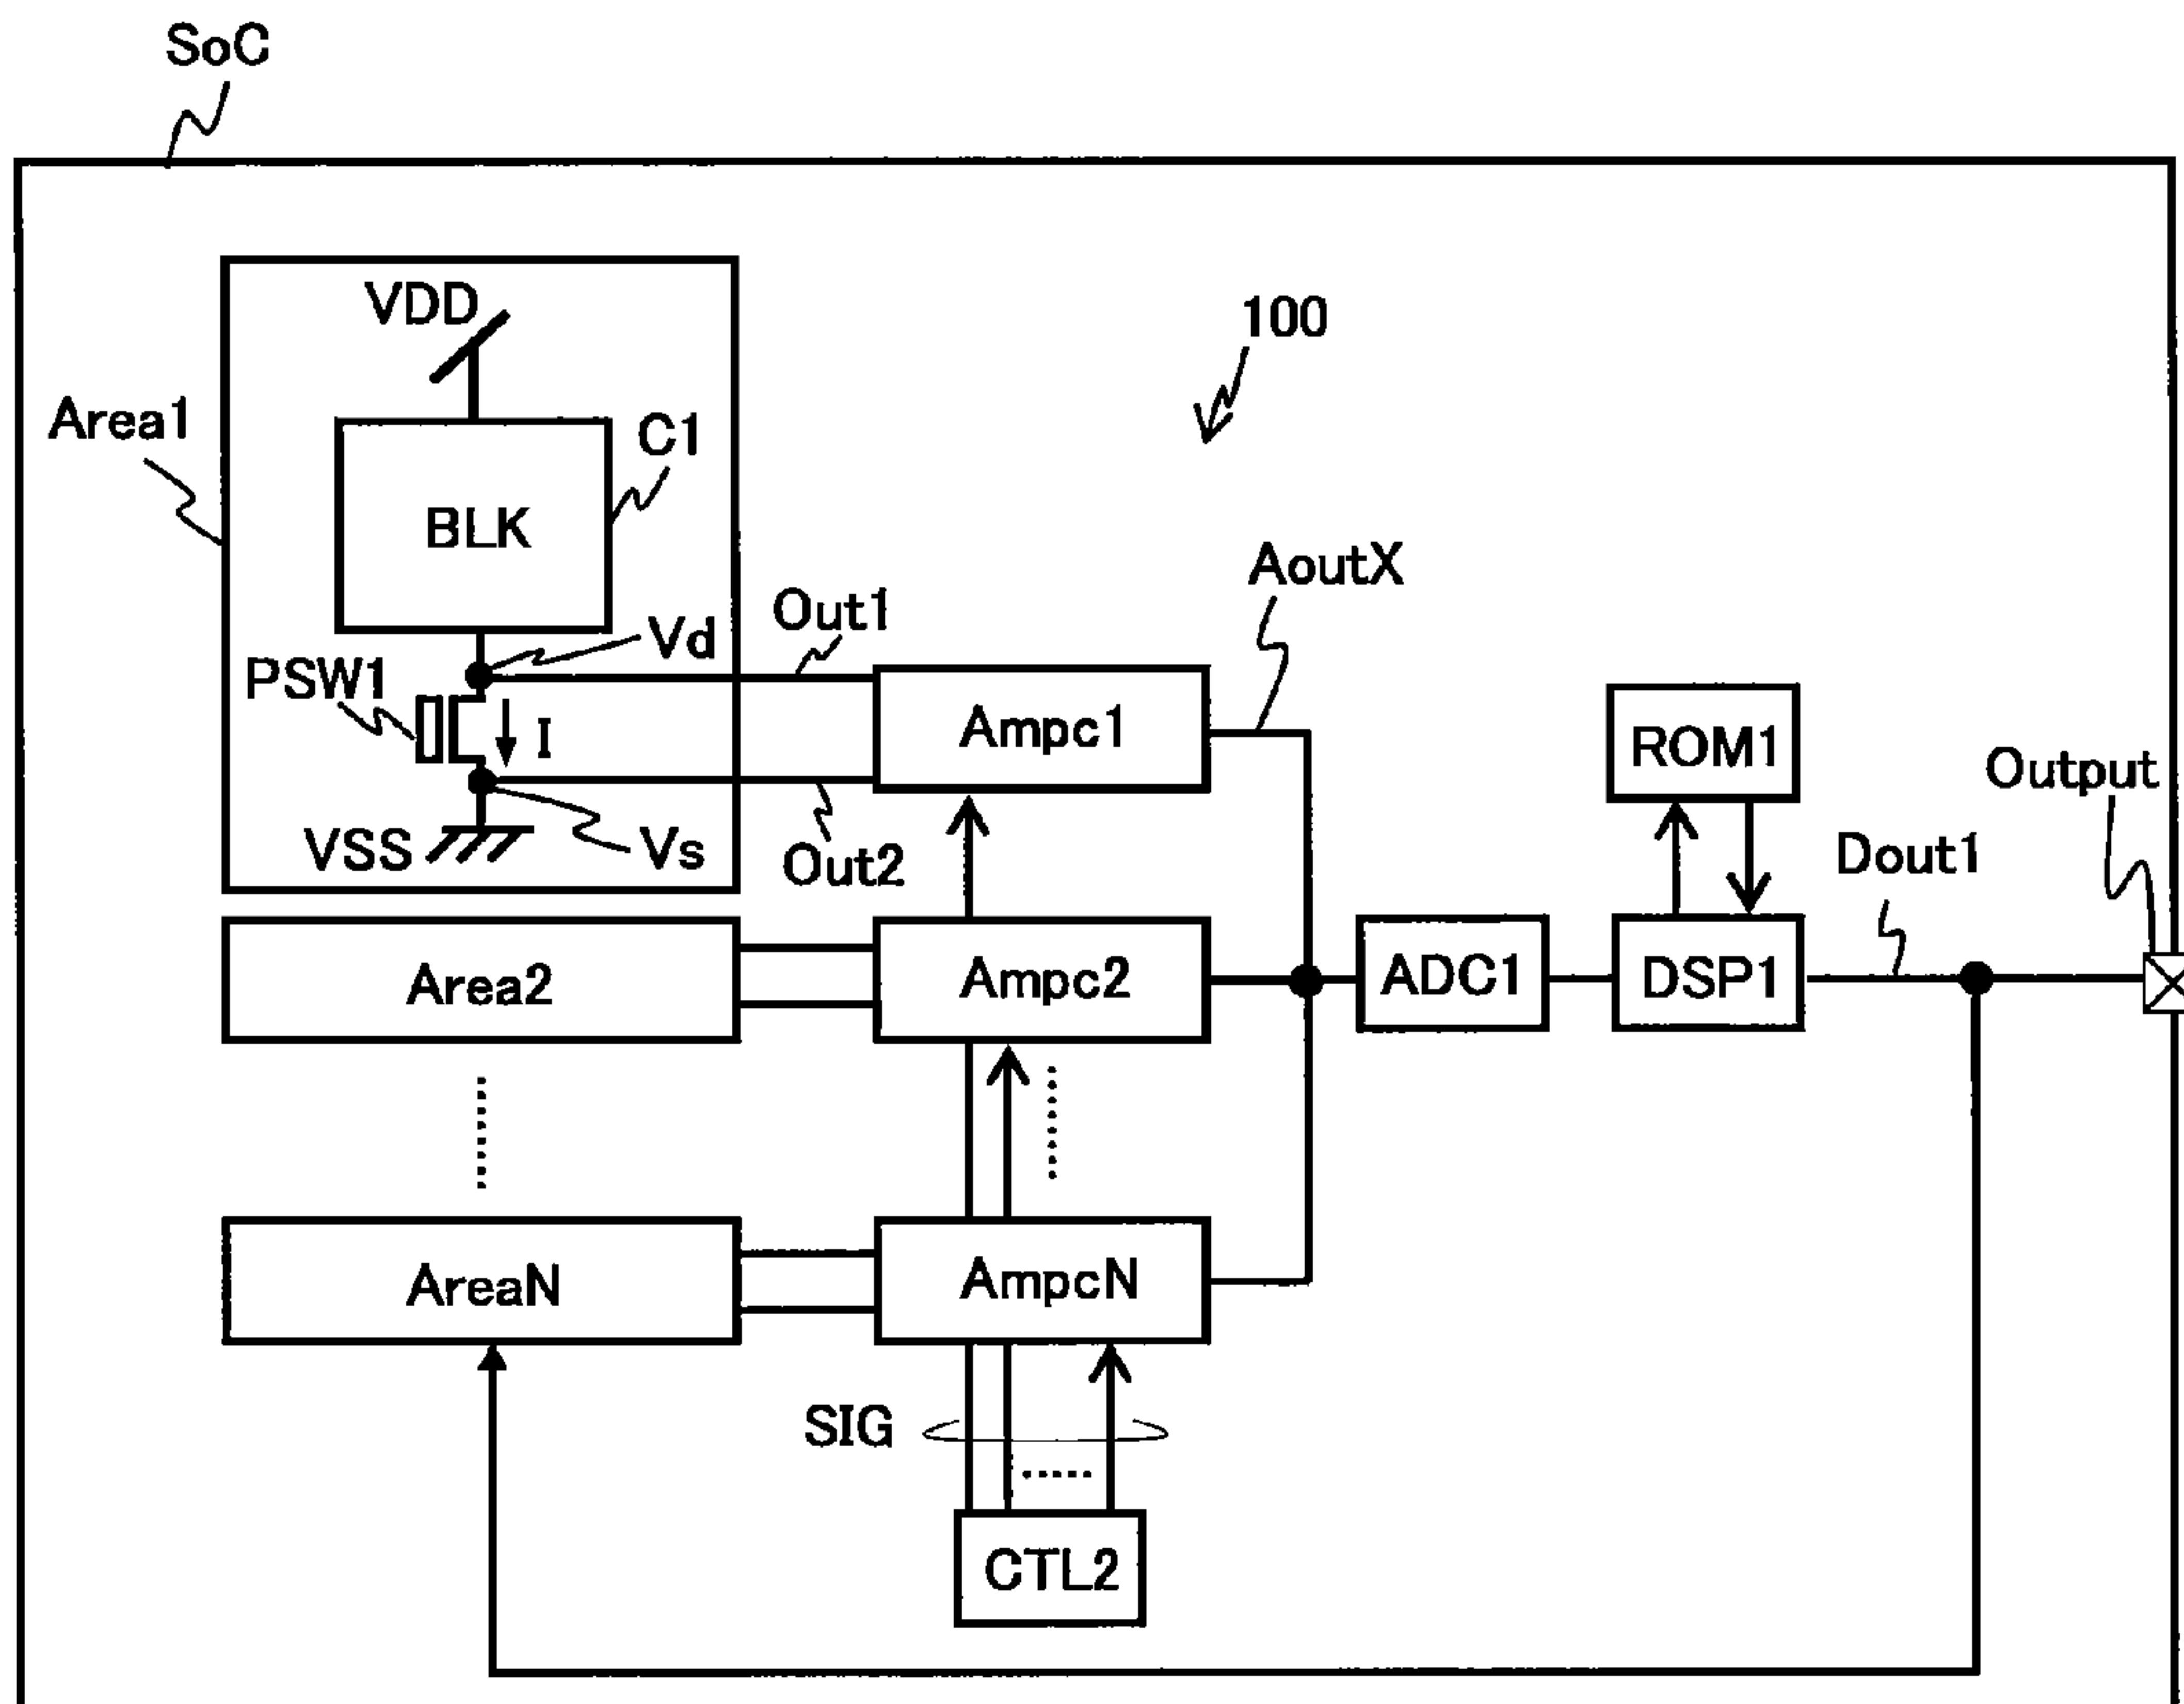 SoC
100
VDD
Area1
C1
BLK
AoutX
Out1
Vd
PSW1
I
Ampc1
ROM1
Output
VSS
Vs
Out2
Dout1
Area2
Ampc2
ADC1
DSP1
AreaN
AmpcN
SIG
CTL2